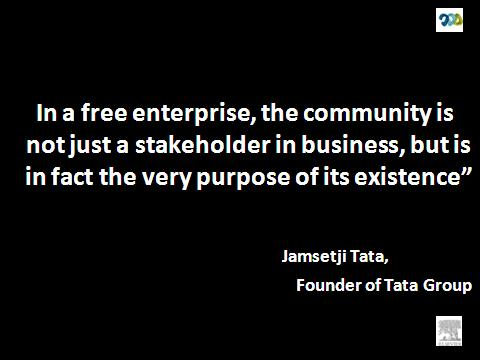 In a free enterprise, the community is
not just a stakeholder in business, but is
in fact the very purpose of its existence”
Jamsetji Tata,
Founder of Tata Group
ELSEVIER